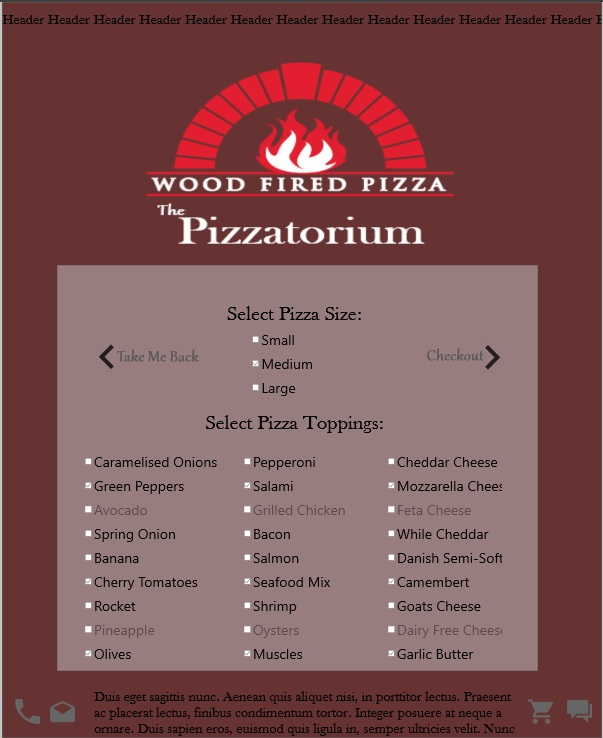 Header Header Header Header Header Header Header Header Header Header Header Header Header
WOOD FIRED PIZZA
The
Pizzatorium
Select Pizza Size:
Small
Take Me Back
Medium
Checkout
Large
Select Pizza Toppings:
Caramelised Onions Pepperoni Cheddar Cheese
Green Peppers Salami Mozzarella Chees
Avocado Grilled Chicken Feta Cheese
Spring Onion Bacon While Cheddar
Banana Salmon Danish Semi-Soft
Cherry Tomatoes Seafood Mix Camembert
Rocket Shrimp Goats Cheese
Pineapple Oysters Dairy Free Chees
Olives Muscles Garlic Butter
Duis eget sagittis nunc. Aenean quis aliquet nisi, in porttitor lectus. Praesent
ac placerat lectus, finibus condimentum tortor. Integer posuere at neque a
ornare. Duis sapien eros, euismod quis ligula in, semper ultricies velit. Nunc